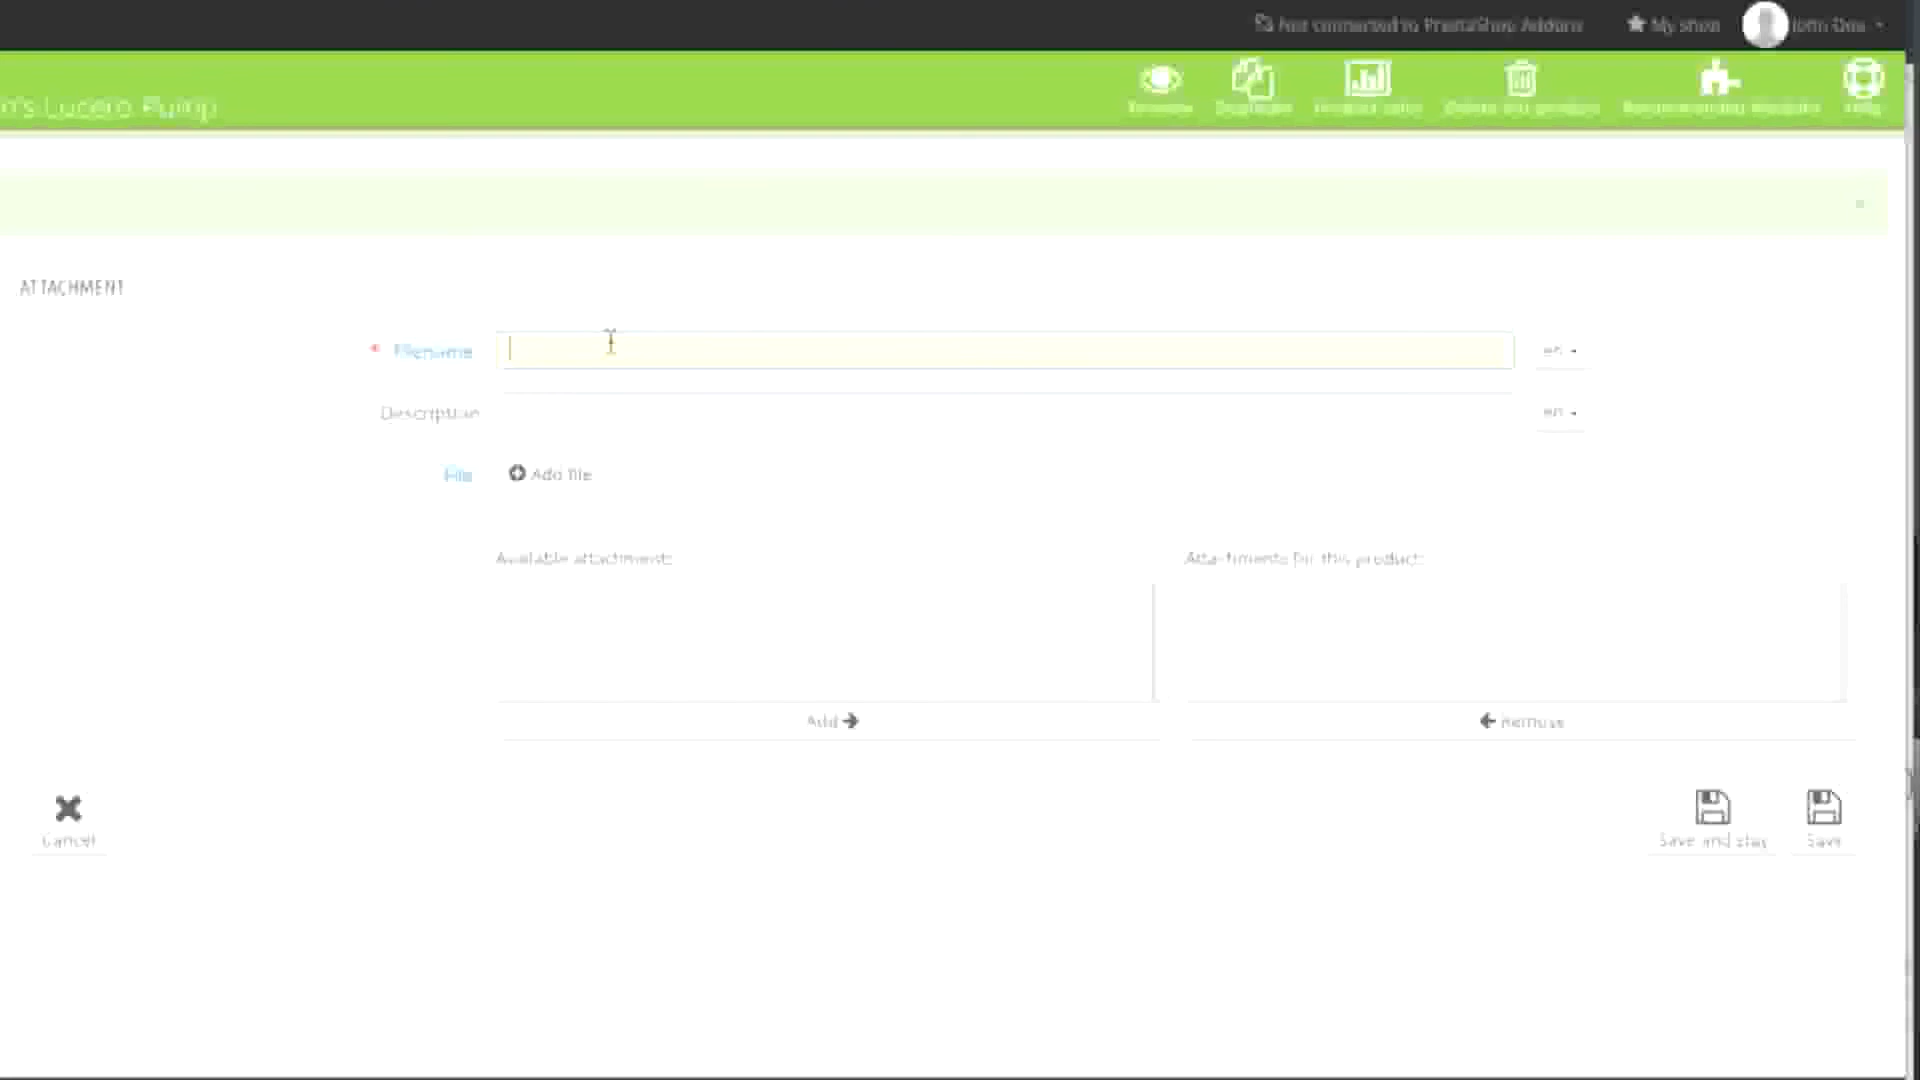 Not connected to PrestaShop Addons My shop John Doe
n's Lucero Pump
Preview Duplicate Product sales Delete this product Recommended Modules Help
ATTACHMENT
* Filename en
Description en
File Add file
Available attachments: Attachments for this product:
Add Remove
Cancel Save and stay Save